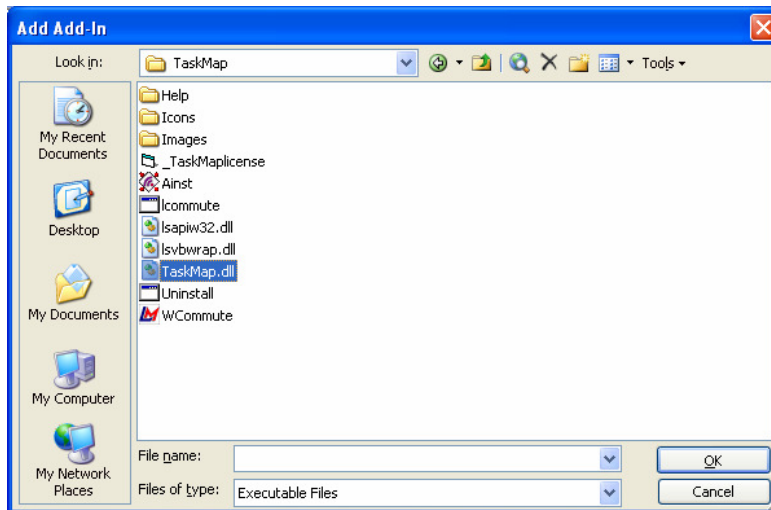 Add Add-In
Look in:
TaskMap
Tools
My Recent
Documents
Desktop
My Documents
My Computer
My Network
Places
Help
Icons
Images
_TaskMaplicense
Ainst
lcommute
lsapiw32.dll
lsvbwrap.dll
TaskMap.dll
Uninstall
WCommute
File name:
OK
Files of type:
Executable Files
Cancel